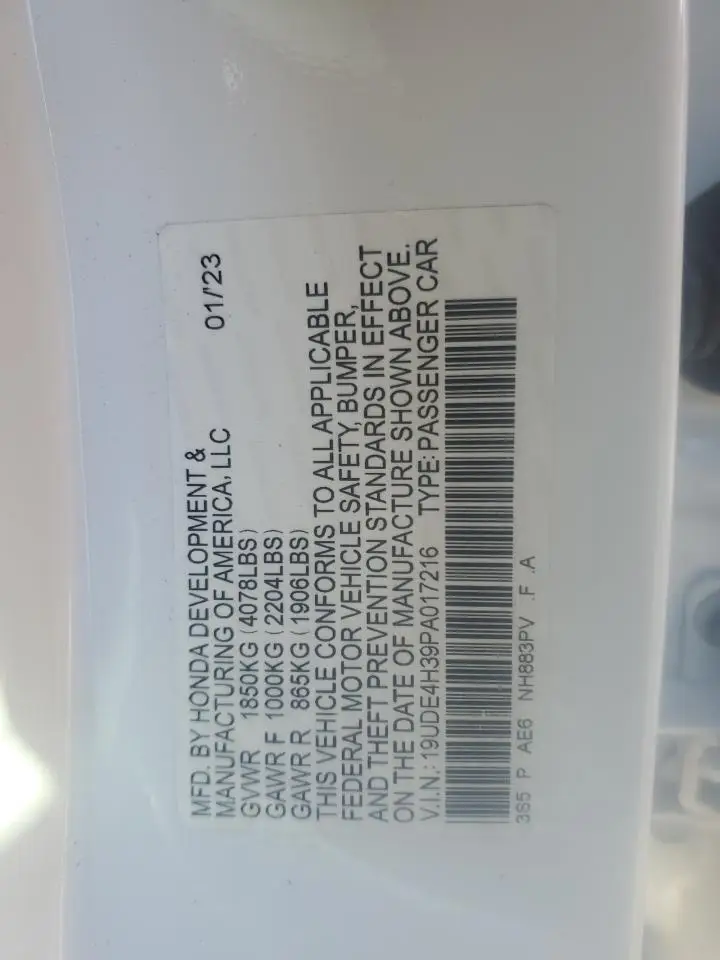 MFD. BY HONDA DEVELOPMENT &
MANUFACTURING OF AMERICA, LLC 01/'23
GVWR 1850KG (4078LBS)
GAWR F 1000KG (2204LBS)
GAWR R 865KG (1906LBS)
THIS VEHICLE CONFORMS TO ALL APPLICABLE
FEDERAL MOTOR VEHICLE SAFETY, BUMPER,
AND THEFT PREVENTION STANDARDS IN EFFECT
ON THE DATE OF MANUFACTURE SHOWN ABOVE.
V.I.N.: 19UDE4H39PA017216 TYPE: PASSENGER CAR
3S5 P AE6 NH883PV .F .A